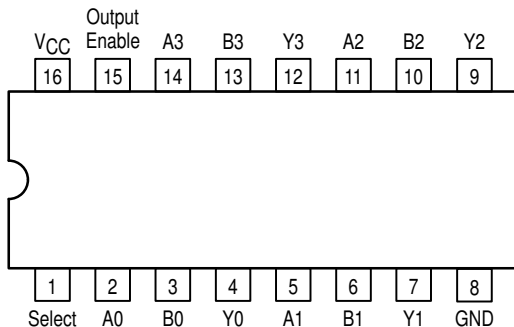 Output
VCC Enable A3 B3 Y3 A2 B2 Y2
16 15 14 13 12 11 10 9
1 2 3 4 5 6 7 8
Select A0 B0 Y0 A1 B1 Y1 GND